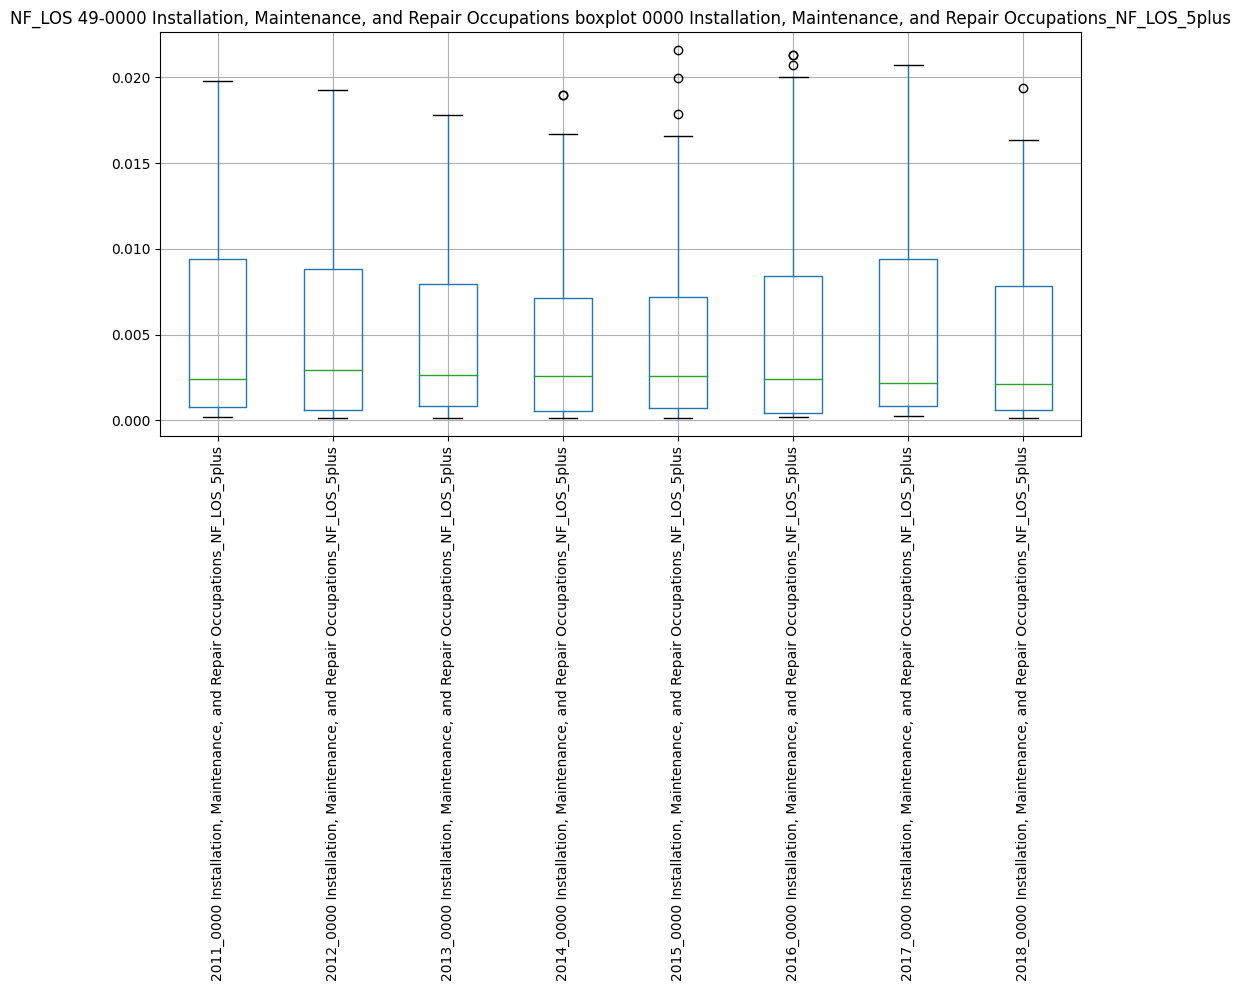 NF_LOS 49-0000 Installation, Maintenance, and Repair Occupations boxplot 0000 Installation, Maintenance, and Repair Occupations_NF_LOS_5plus
0.020
0.015
0.010
0.005
0.000
2011_0000 Installation, Maintenance, and Repair Occupations_NF_LOS_5plus
2012_0000 Installation, Maintenance, and Repair Occupations_NF_LOS_5plus
2013_0000 Installation, Maintenance, and Repair Occupations_NF_LOS_5plus
2014_0000 Installation, Maintenance, and Repair Occupations_NF_LOS_5plus
2015_0000 Installation, Maintenance, and Repair Occupations_NF_LOS_5plus
2016_0000 Installation, Maintenance, and Repair Occupations_NF_LOS_5plus
2017_0000 Installation, Maintenance, and Repair Occupations_NF_LOS_5plus
2018_0000 Installation, Maintenance, and Repair Occupations_NF_LOS_5plus